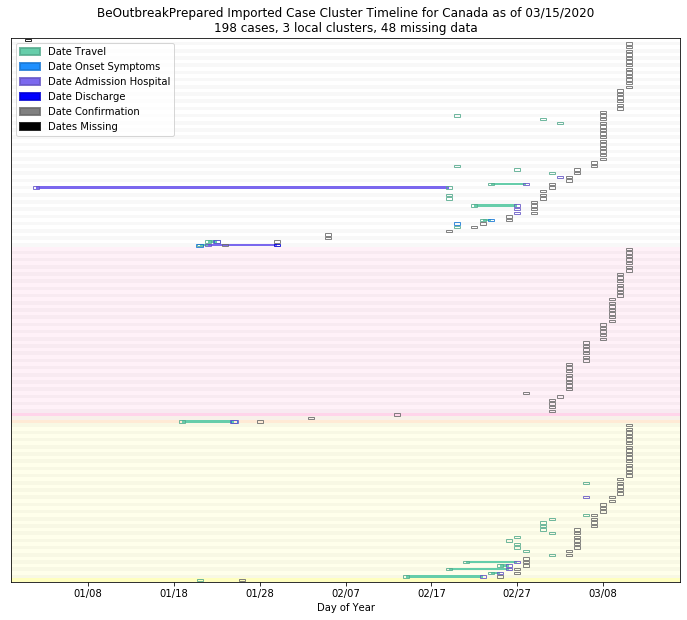 BeOutbreakPrepared Imported Case Cluster Timeline for Canada as of 03/15/2020
198 cases, 3 local clusters, 48 missing data
Date Travel
Date Onset Symptoms
Date Admission Hospital
Date Discharge
Date Confirmation
Dates Missing
01/08 01/18 01/28 02/07 02/17 02/27 03/08
Day of Year